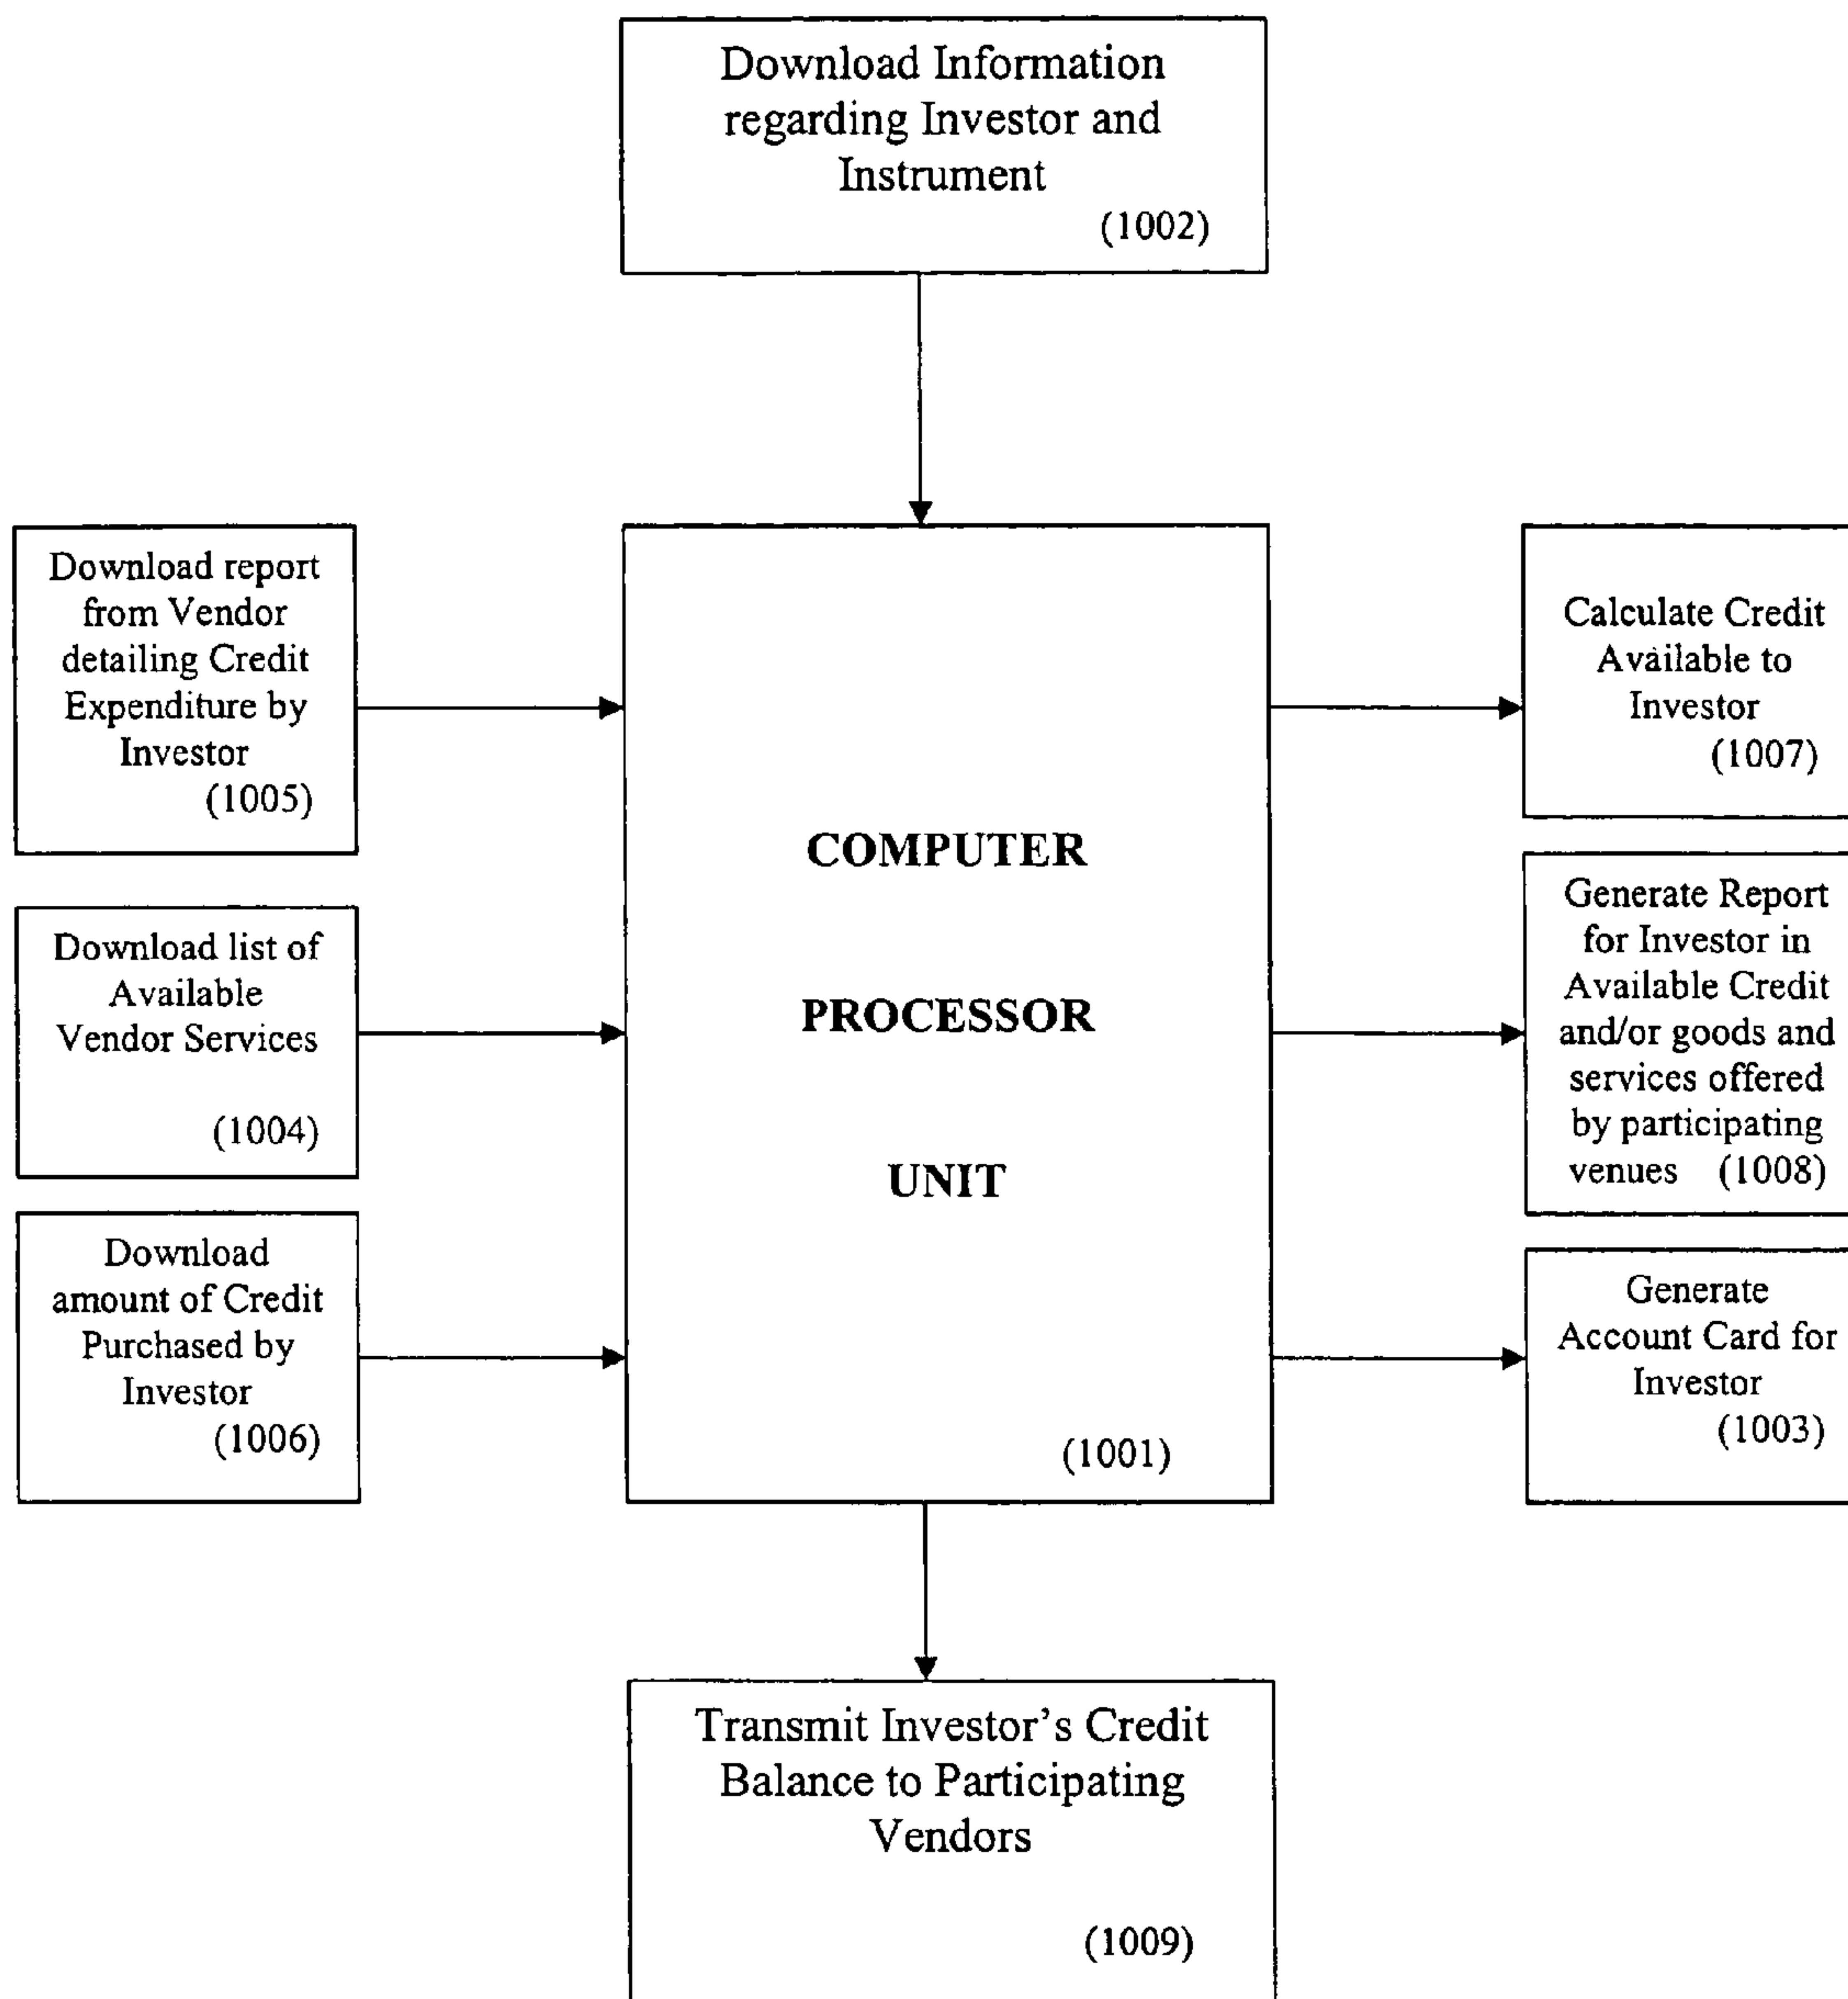 Download Information
regarding Investor and
Instrument
(1002)
Download report
from Vendor
detailing Credit
Expenditure by
Investor
(1005)
Download list of
Available
Vendor Services
(1004)
Download
amount of Credit
Purchased by
Investor
(1006)
COMPUTER
PROCESSOR
UNIT
(1001)
Calculate Credit
Available to
Investor
(1007)
Generate Report
for Investor in
Available Credit
and/or goods and
services offered
by participating
venues (1008)
Generate
Account Card for
Investor
(1003)
Transmit Investor's Credit
Balance to Participating
Vendors
(1009)